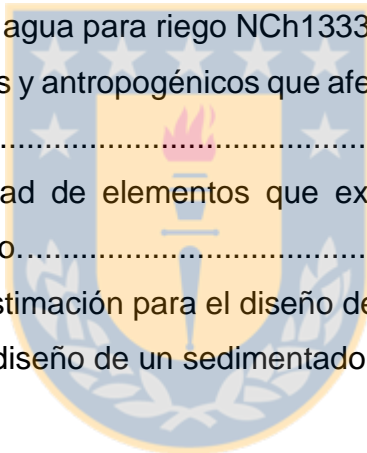 agua para riego NCh1333
s y antropogénicos que afe
........................................................
ad de elementos que ex
o........................................................
stimación para el diseño de
diseño de un sedimentado